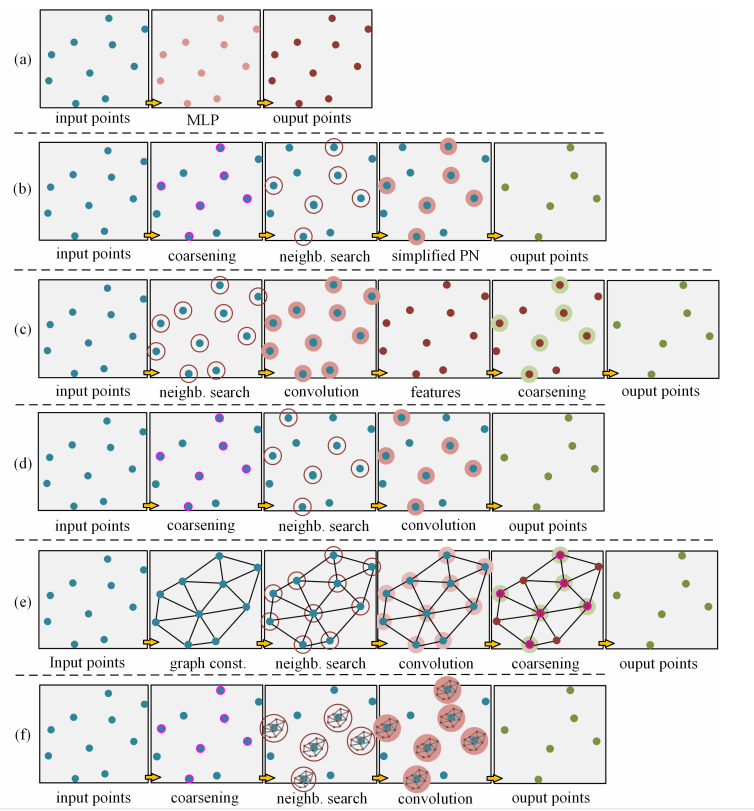 (a)
input points MLP ouput points
(b)
input points coarsening neighb. search simplified PN ouput points
(c)
input points neighb. search convolution features coarsening ouput points
(d)
input points coarsening neighb. search convolution ouput points
(e)
Input points graph const. neighb. search convolution coarsening ouput points
(f)
input points coarsening neighb. search convolution ouput points